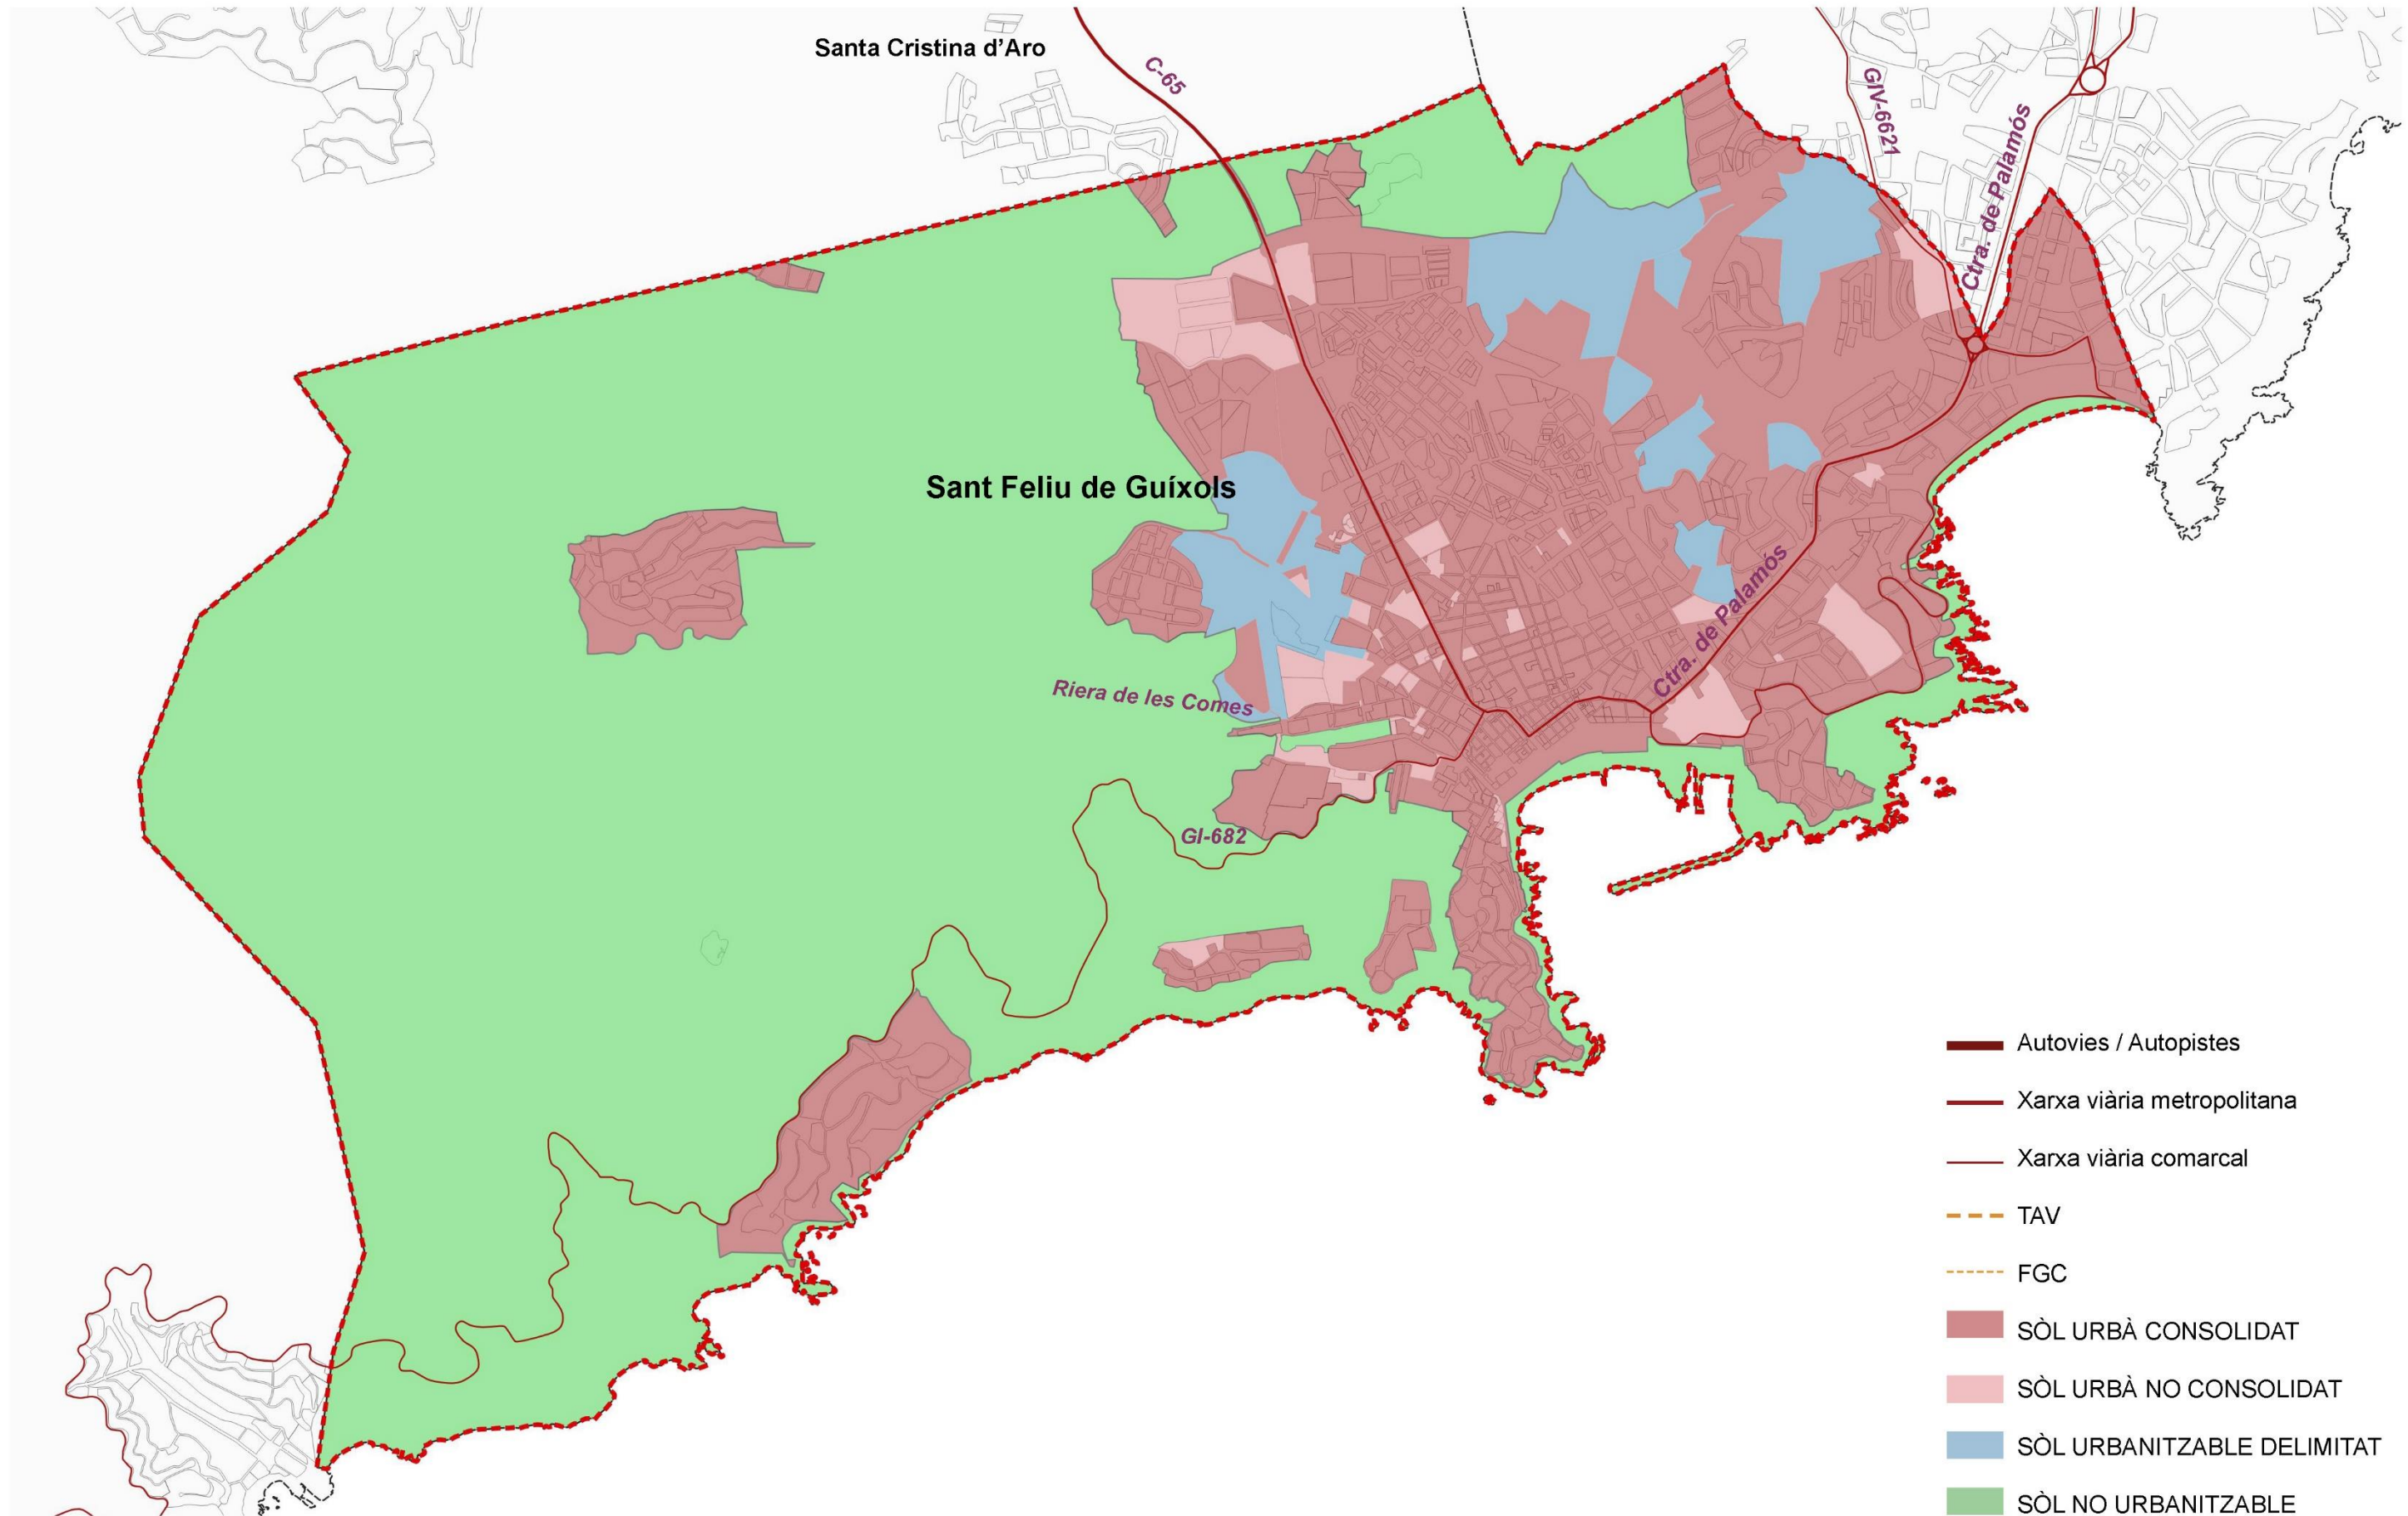 Santa Cristina d'Aro
C-65
GIV-6621
Ctra. de Palamós
Sant Feliu de Guíxols
Ctra. de Palamós
Riera de les Comes
GI-682
Autovies / Autopistes
Xarxa viària metropolitana
Xarxa viària comarcal
TAV
FGC
SÒL URBÀ CONSOLIDAT
SÒL URBÀ NO CONSOLIDAT
SÒL URBANITZABLE DELIMITAT
SÒL NO URBANITZABLE